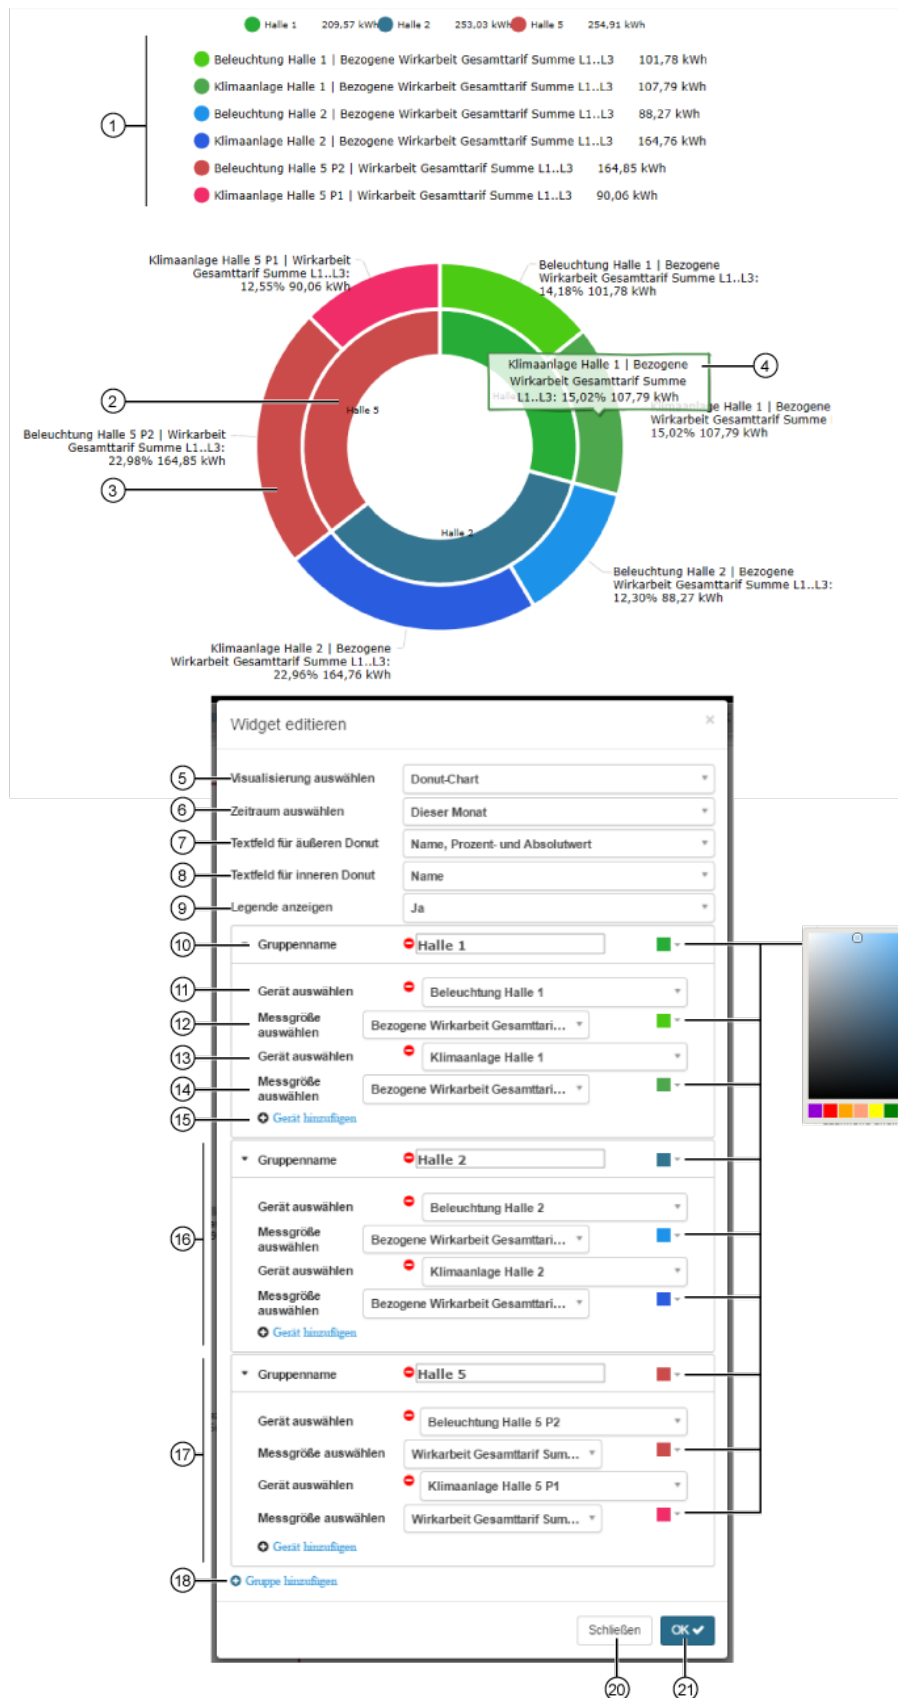 Halle 1 209,57 kWh Halle 2 253,03 kWh Halle 5 254,91 kWh
Beleuchtung Halle 1 | Bezogene Wirkarbeit Gesamttarif Summe L1..L3 101,78 kWh
Klimaanlage Halle 1 | Bezogene Wirkarbeit Gesamttarif Summe L1..L3 107,79 kWh
Beleuchtung Halle 2 | Bezogene Wirkarbeit Gesamttarif Summe L1..L3 88,27 kWh
1
Klimaanlage Halle 2 | Bezogene Wirkarbeit Gesamttarif Summe L1..L3 164,76 kWh
Beleuchtung Halle 5 P2 | Wirkarbeit Gesamttarif Summe L1..L3 164,85 kWh
Klimaanlage Halle 5 P1 | Wirkarbeit Gesamttarif Summe L1..L3 90,06 kWh
Klimaanlage Halle 5 P1 | Wirkarbeit
Gesamttarif Summe L1..L3:
12,55% 90,06 kWh
Beleuchtung Halle 1 | Bezogene
Wirkarbeit Gesamttarif Summe L1..L3:
14,18% 101,78 kWh
Klimaanlage Halle 1 | Bezogene
Wirkarbeit Gesamttarif Summe
L1..L3: 15,02% 107,79 kWh
4
2
Halle 5
Klimaanlage Halle 1 | Bezogene
Wirkarbeit Gesamttarif Summe
15,02% 107,79 kWh
Beleuchtung Halle 5 P2 | Wirkarbeit
Gesamttarif Summe L1..L3:
22,98% 164,85 kWh
3
Halle 2
Beleuchtung Halle 2 | Bezogene
Wirkarbeit Gesamttarif Summe L1..L3:
12,30% 88,27 kWh
Klimaanlage Halle 2 | Bezogene
Wirkarbeit Gesamttarif Summe L1..L3:
22,96% 164,76 kWh
Widget editieren ×
5 Visualisierung auswählen Donut-Chart
6 Zeitraum auswählen Dieser Monat
7 Textfeld für äußeren Donut Name, Prozent- und Absolutwert
8 Textfeld für inneren Donut Name
9 Legende anzeigen Ja
10 Gruppenname Halle 1
11 Gerät auswählen Beleuchtung Halle 1
12 Messgröße auswählen Bezogene Wirkarbeit Gesamttari...
13 Gerät auswählen Klimaanlage Halle 1
14 Messgröße auswählen Bezogene Wirkarbeit Gesamttari...
15 Gerät hinzufügen
Gruppenname Halle 2
Gerät auswählen Beleuchtung Halle 2
16 Messgröße auswählen Bezogene Wirkarbeit Gesamttari...
Gerät auswählen Klimaanlage Halle 2
Messgröße auswählen Bezogene Wirkarbeit Gesamttari...
Gerät hinzufügen
Gruppenname Halle 5
Gerät auswählen Beleuchtung Halle 5 P2
17 Messgröße auswählen Wirkarbeit Gesamttarif Sum...
Gerät auswählen Klimaanlage Halle 5 P1
Messgröße auswählen Wirkarbeit Gesamttarif Sum...
Gerät hinzufügen
18 Gruppe hinzufügen
Schließen OK
20 21